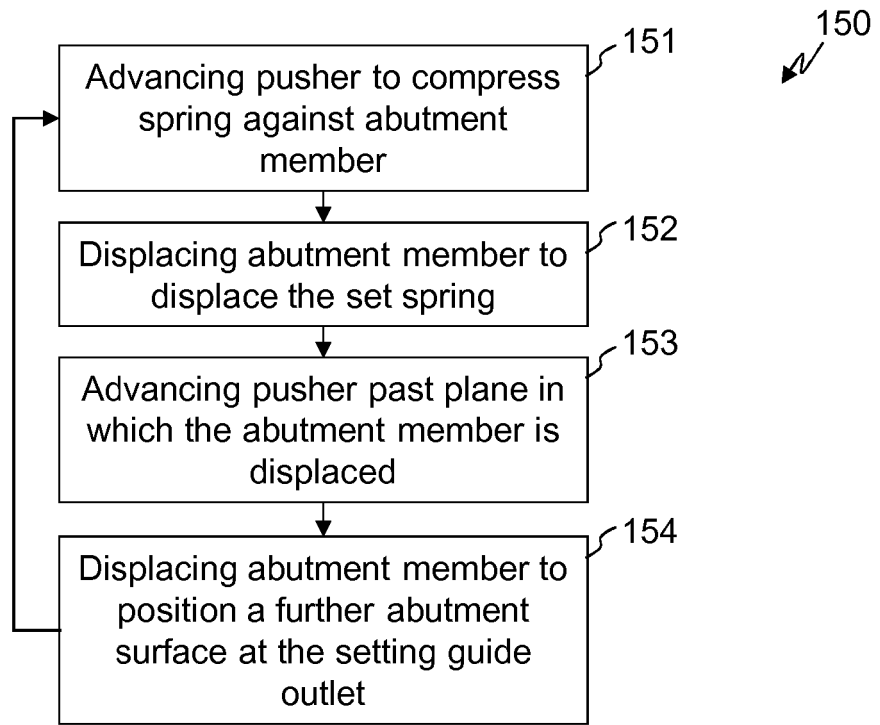 150
151
Advancing pusher to compress
spring against abutment
member
152
Displacing abutment member to
displace the set spring
153
Advancing pusher past plane in
which the abutment member is
displaced
154
Displacing abutment member to
position a further abutment
surface at the setting guide
outlet